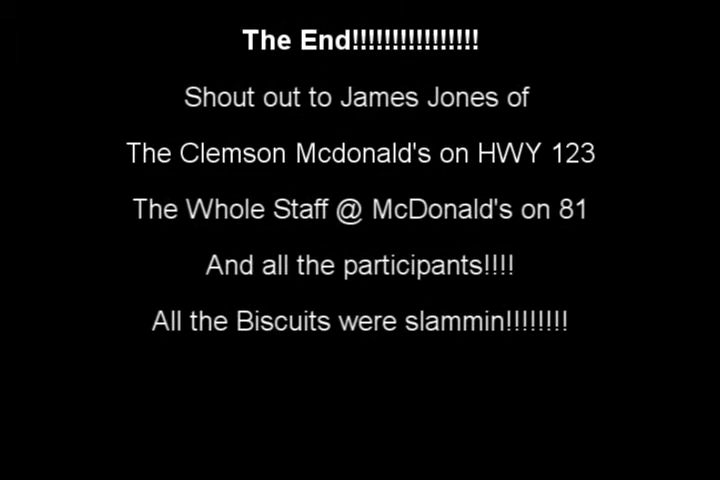 The End!!!!!!!!!!!!!!!!
Shout out to James Jones of
The Clemson Mcdonald's on HWY 123
The Whole Staff @ McDonald's on 81
And all the participants!!!!
All the Biscuits were slammin!!!!!!!!